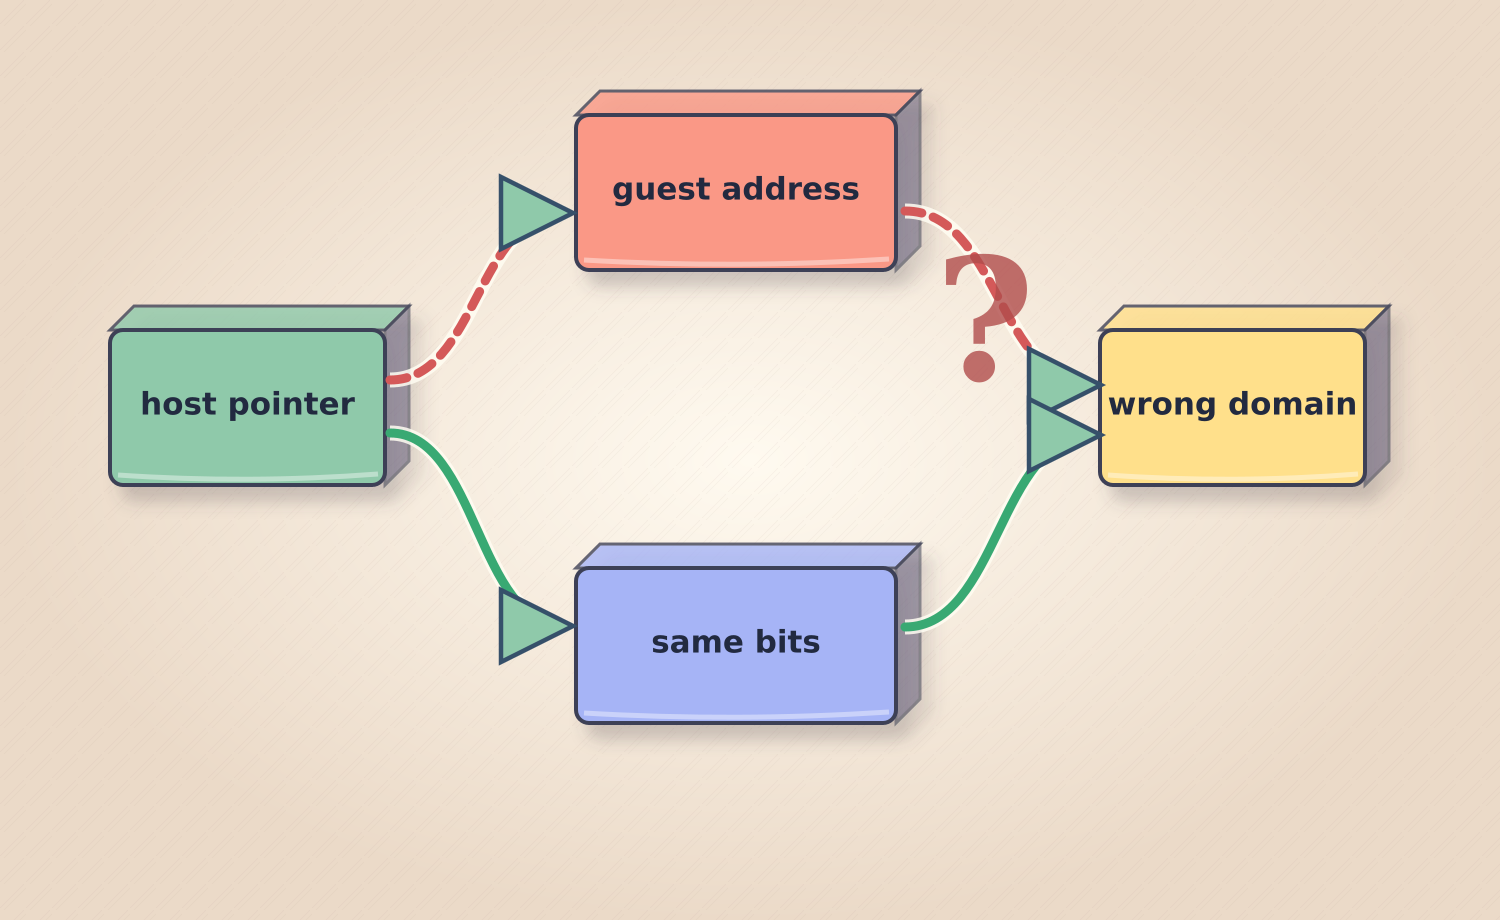 guest address
?
host pointer
wrong domain
same bits